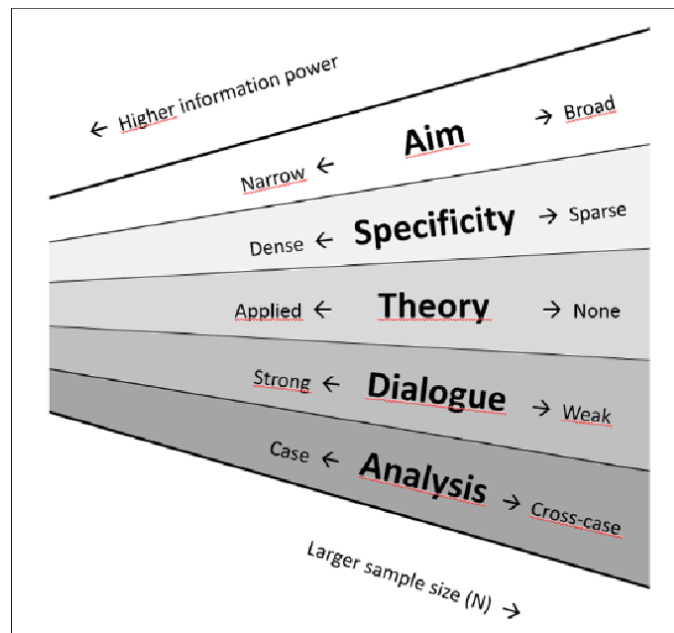 ← Higher information power
Narrow ← Aim → Broad
Dense ← Specificity → Sparse
Applied ← Theory → None
Strong ← Dialogue → Weak
Case ← Analysis → Cross-case
Larger sample size (N) →